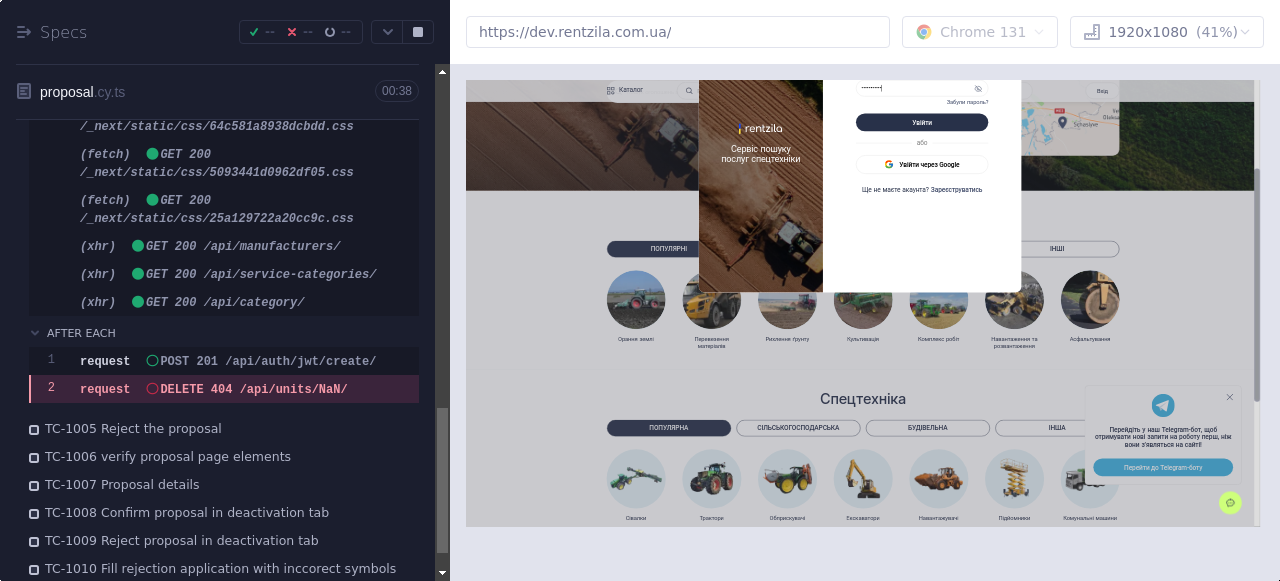 Specs
-- -- --
https://dev.rentzila.com.ua/
Chrome 131
1920x1080 (41%)
proposal.cy.ts
00:38
/_next/static/css/64c581a8938dcbdd.css
(fetch) GET 200
/_next/static/css/5093441d0962df05.css
(fetch) GET 200
/_next/static/css/25a129722a20cc9c.css
(xhr) GET 200 /api/manufacturers/
(xhr) GET 200 /api/service-categories/
(xhr) GET 200 /api/category/
AFTER EACH
1 request POST 201 /api/auth/jwt/create/
2 request DELETE 404 /api/units/NaN/
TC-1005 Reject the proposal
TC-1006 verify proposal page elements
TC-1007 Proposal details
TC-1008 Confirm proposal in deactivation tab
TC-1009 Reject proposal in deactivation tab
TC-1010 Fill rejection application with inccorect symbols
Каталог
Вхід
rentzila
Сервіс пошуку
послуг спецтехніки
Забули пароль?
Увійти
або
Увійти через Google
Ще не маєте акаунта? Зареєструватись
ПОПУЛЯРНІ
ІНШІ
Орання землі
Перевезення
матеріалів
Рихлення ґрунту
Культивація
Комплекс робіт
Навантаження та
розвантаження
Асфальтування
Спецтехніка
ПОПУЛЯРНА
СІЛЬСЬКОГОСПОДАРСЬКА
БУДІВЕЛЬНА
ІНША
Сівалки
Трактори
Обприскувачі
Екскаватори
Навантажувачі
Підйомники
Комунальні машини
Перейдіть у наш Telegram-бот, щоб
отримувати нові запити на роботу перш, ніж
вони з'являться на сайті!
Перейти до Telegram-боту